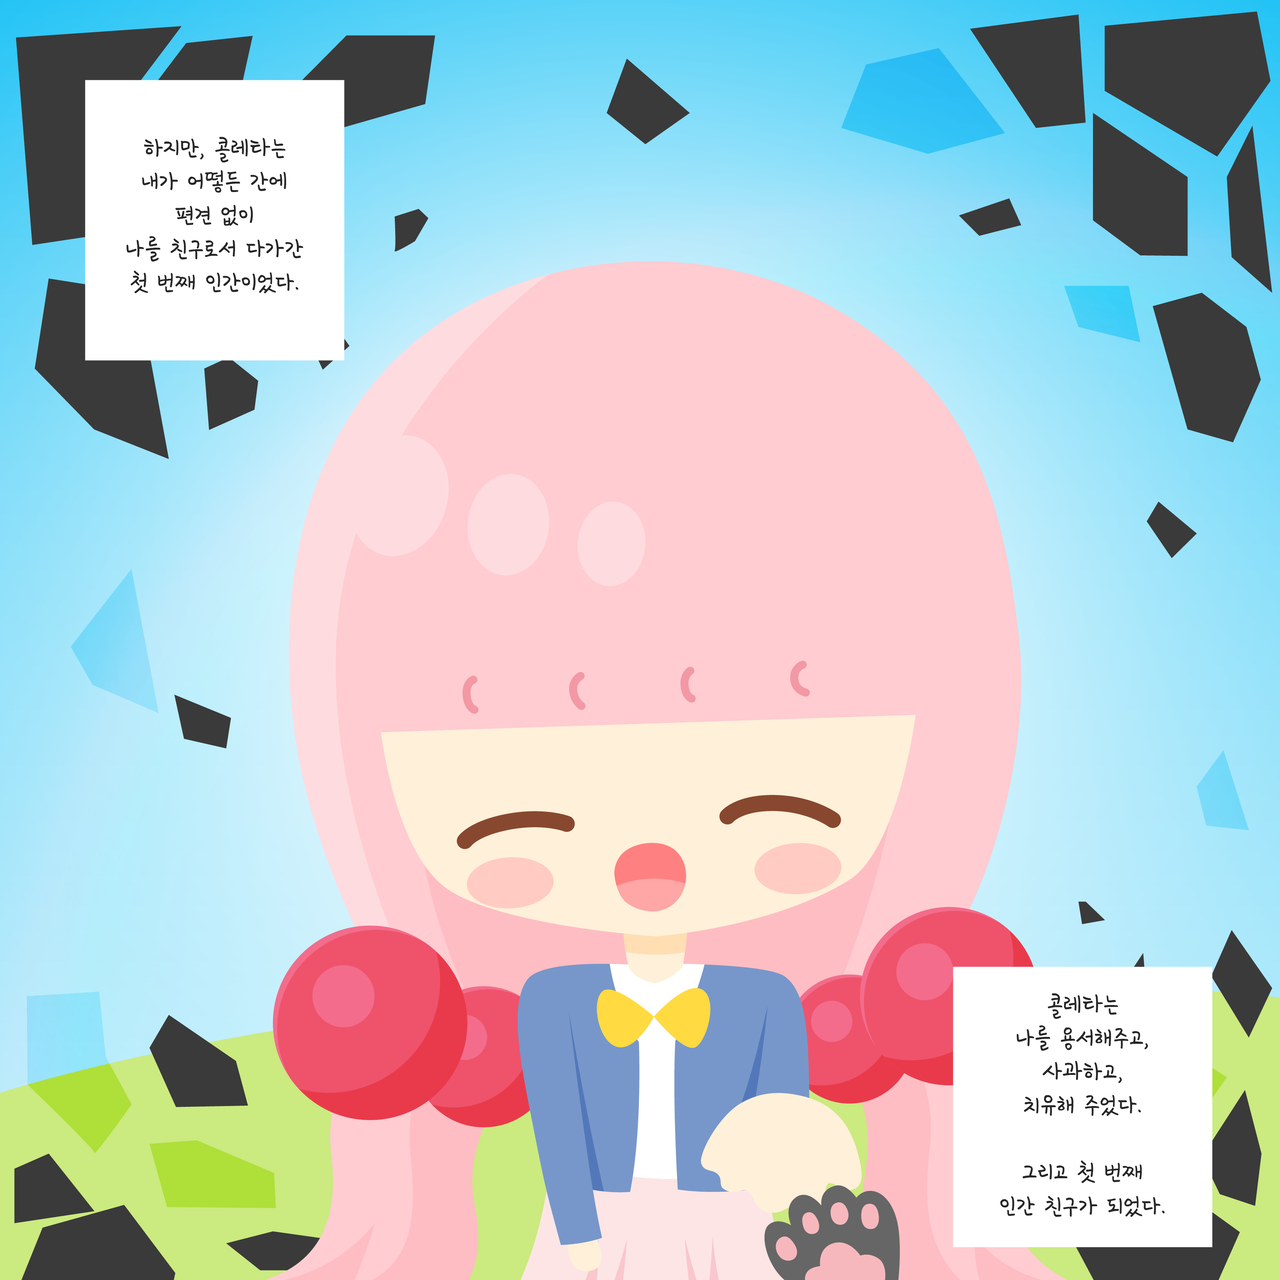 하지만, 콜레타는
내가 어떻든 간에
편견 없이
나를 친구로서 다가간
첫 번째 인간이었다.
콜레타는
나를 용서해주고,
사과하고,
치유해 주었다.
그리고 첫 번째
인간 친구가 되었다.